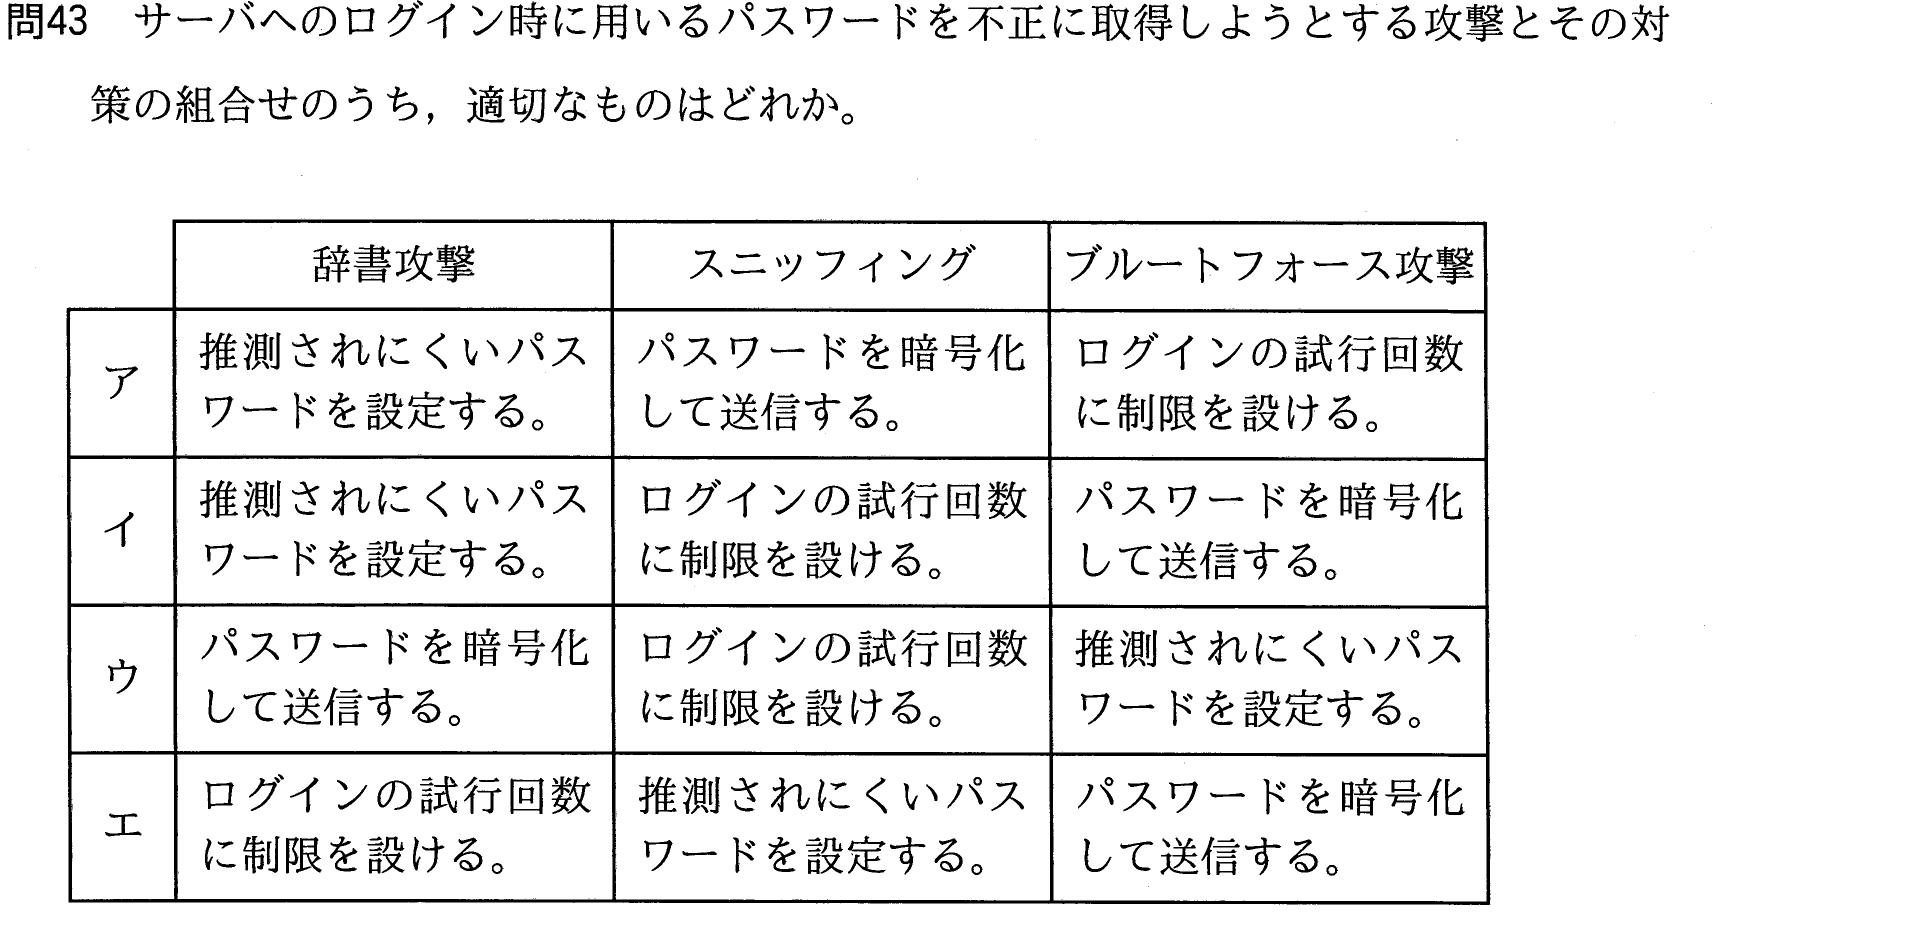 問43　サーバへのログイン時に用いるパスワードを不正に取得しようとする攻撃とその対
策の組合せのうち，適切なものはどれか。
辞書攻撃　スニッフィング　ブルートフォース攻撃
ア
推測されにくいパス
ワードを設定する。
パスワードを暗号化
して送信する。
ログインの試行回数
に制限を設ける。
イ
推測されにくいパス
ワードを設定する。
ログインの試行回数
に制限を設ける。
パスワードを暗号化
して送信する。
ウ
パスワードを暗号化
して送信する。
ログインの試行回数
に制限を設ける。
推測されにくいパス
ワードを設定する。
エ
ログインの試行回数
に制限を設ける。
推測されにくいパス
ワードを設定する。
パスワードを暗号化
して送信する。